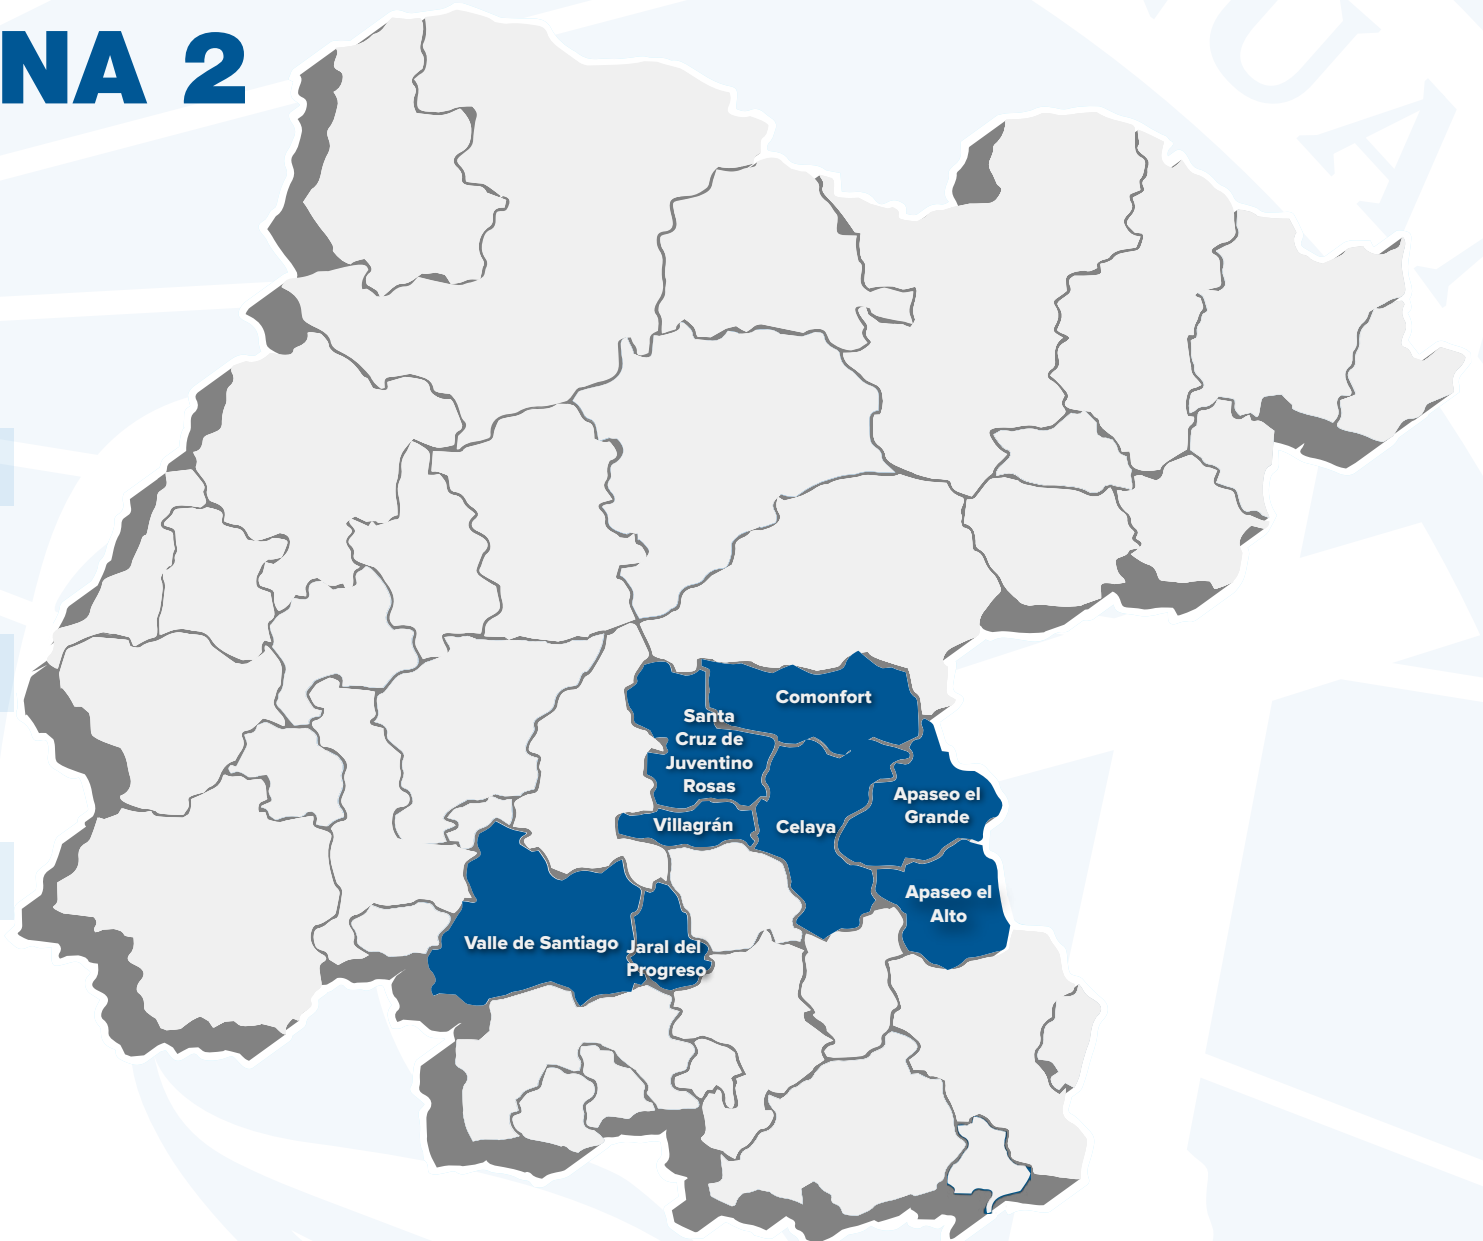 NA 2
Comonfort
Santa
Cruz de
Juventino
Rosas
Apaseo el
Grande
Villagrán
Celaya
Apaseo el
Alto
Valle de Santiago
Jaral del
Progreso